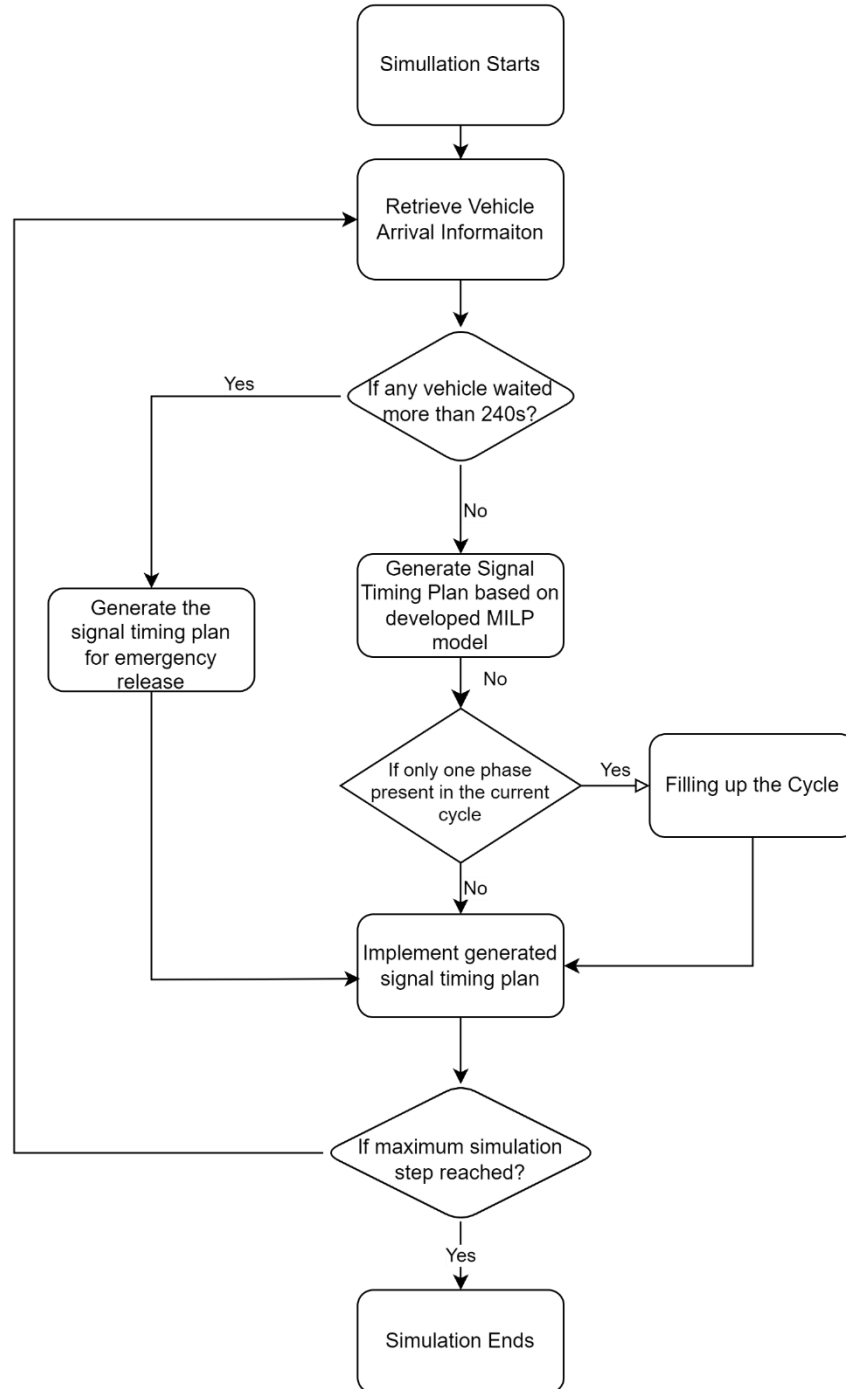 Simullation Starts
Retrieve Vehicle
Arrival Informaiton
If any vehicle waited
more than 240s?
Yes
No
Generate the
signal timing plan
for emergency
release
Generate Signal
Timing Plan based on
developed MILP
model
No
If only one phase
present in the current
cycle
Yes
Filling up the Cycle
No
Implement generated
signal timing plan
If maximum simulation
step reached?
Yes
Simulation Ends